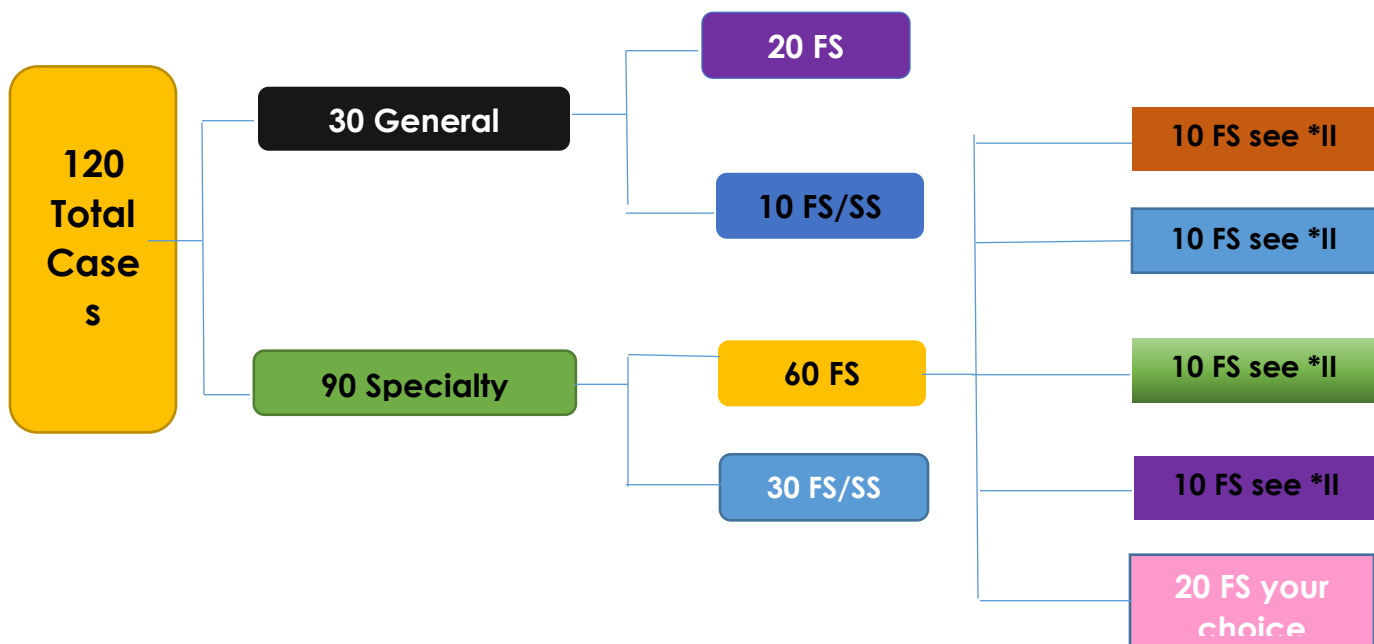 120
Total
Case
s
30 General
90 Specialty
20 FS
10 FS/SS
60 FS
30 FS/SS
10 FS see *II
10 FS see *II
10 FS see *II
10 FS see *II
20 FS your
choice